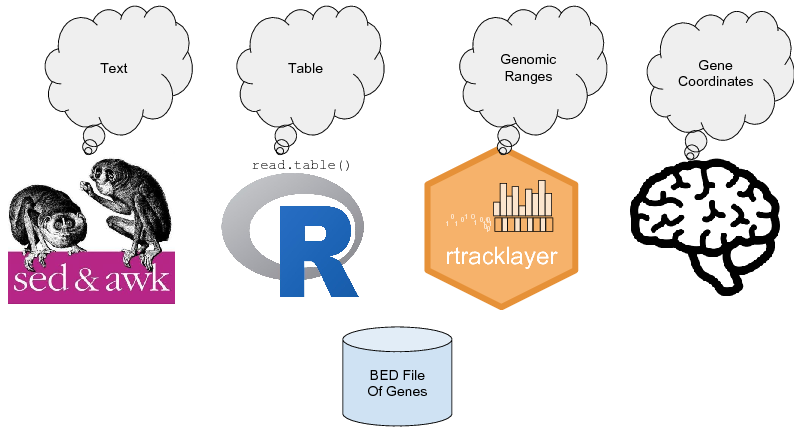 Text
Table
Genomic
Ranges
Gene
Coordinates
read.table()
sed & awk
R
rtracklayer
BED File
Of Genes